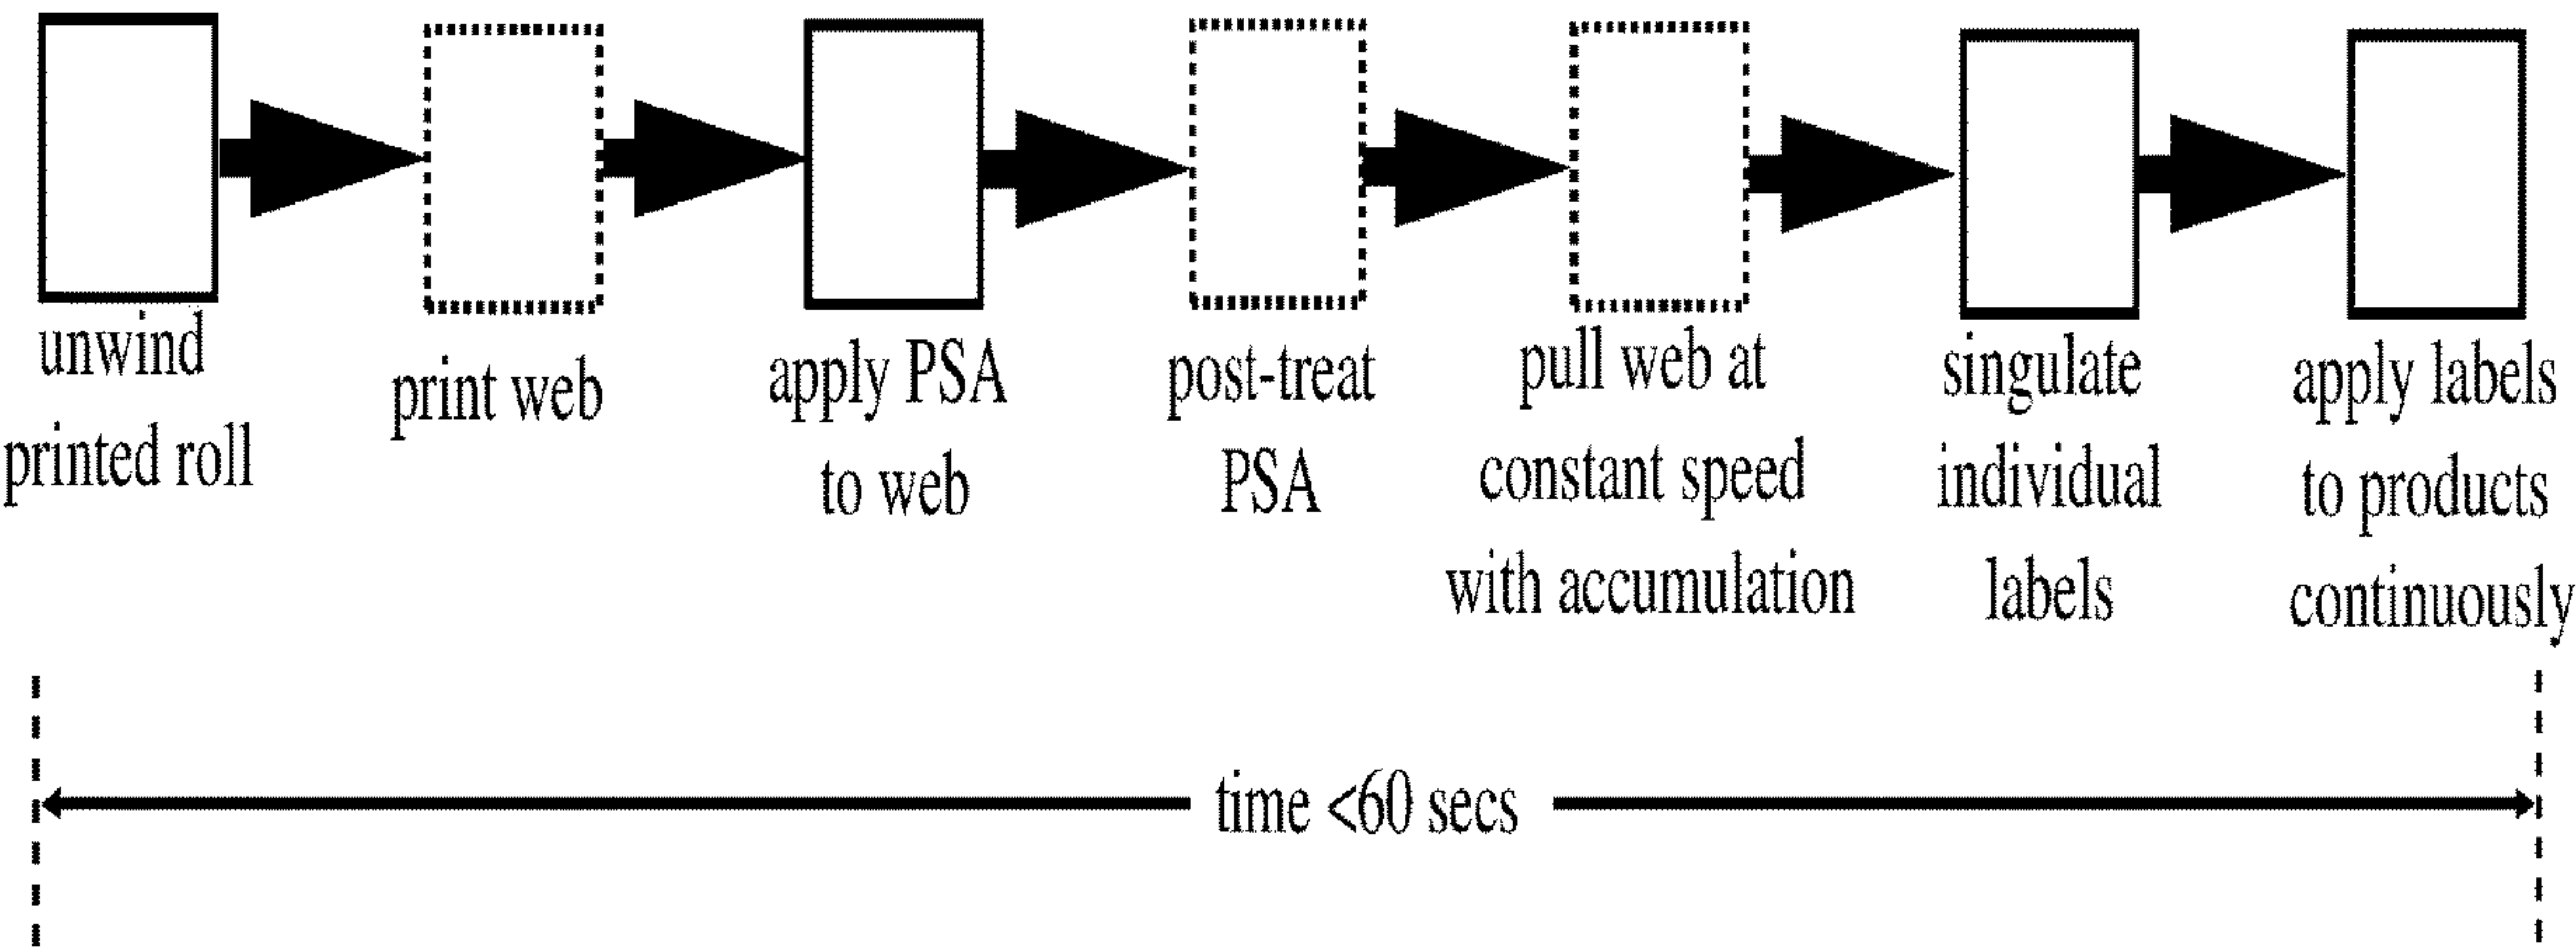 unwind
printed roll
print web
apply PSA
to web
post-treat
PSA
pull web at
constant speed
with accumulation
singulate
individual
labels
apply labels
to products
continuously
time <60 secs